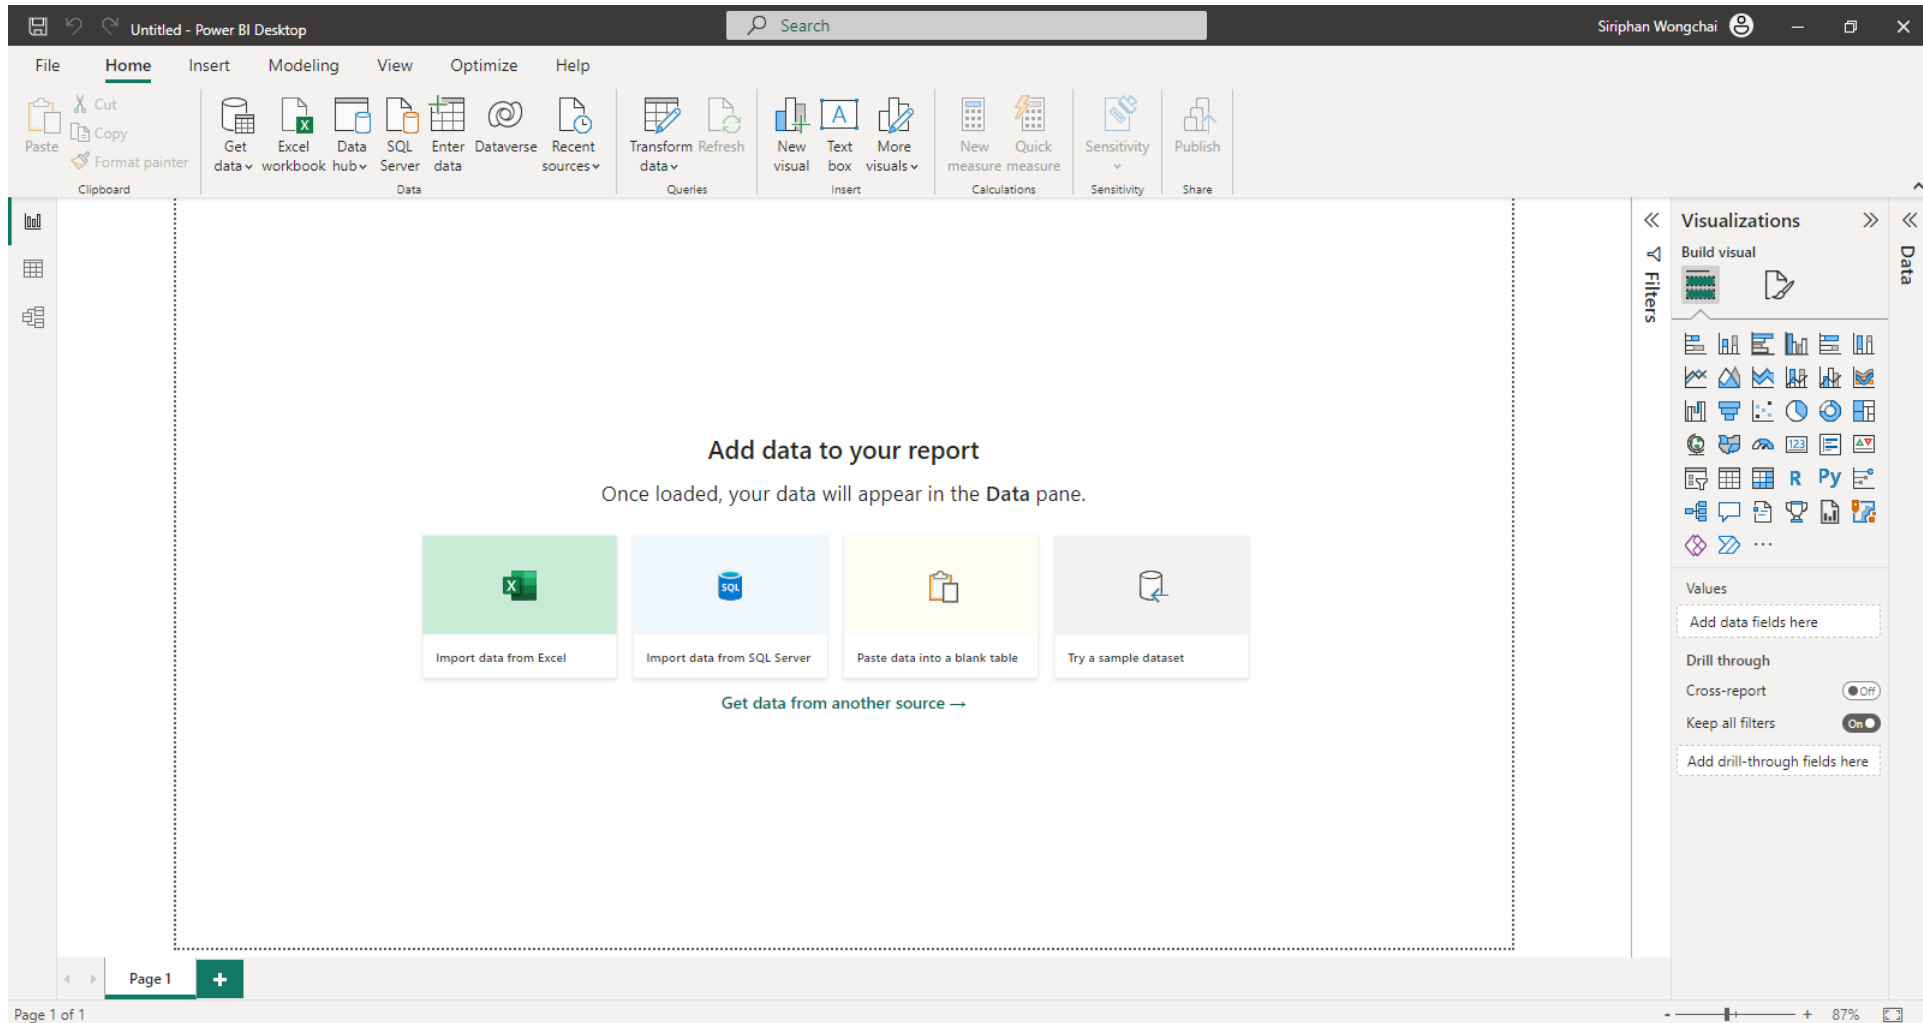 Untitled - Power BI Desktop
Search
Siriphan Wongchai
File Home Insert Modeling View Optimize Help
Paste
Cut
Copy
Format painter
Clipboard
Get data
Excel workbook
Data hub
SQL Server
Enter data
Dataverse
Recent sources
Data
Transform data
Refresh
Queries
New visual
Text box
More visuals
Insert
New measure
Quick measure
Calculations
Sensitivity
Sensitivity
Publish
Share
Add data to your report
Once loaded, your data will appear in the Data pane.
X
SQL
Import data from Excel
Import data from SQL Server
Paste data into a blank table
Try a sample dataset
Get data from another source →
Filters
Visualizations
Build visual
123
R
Py
Values
Add data fields here
Drill through
Cross-report
Off
Keep all filters
On
Add drill-through fields here
Data
Page 1
Page 1 of 1
- + 87%